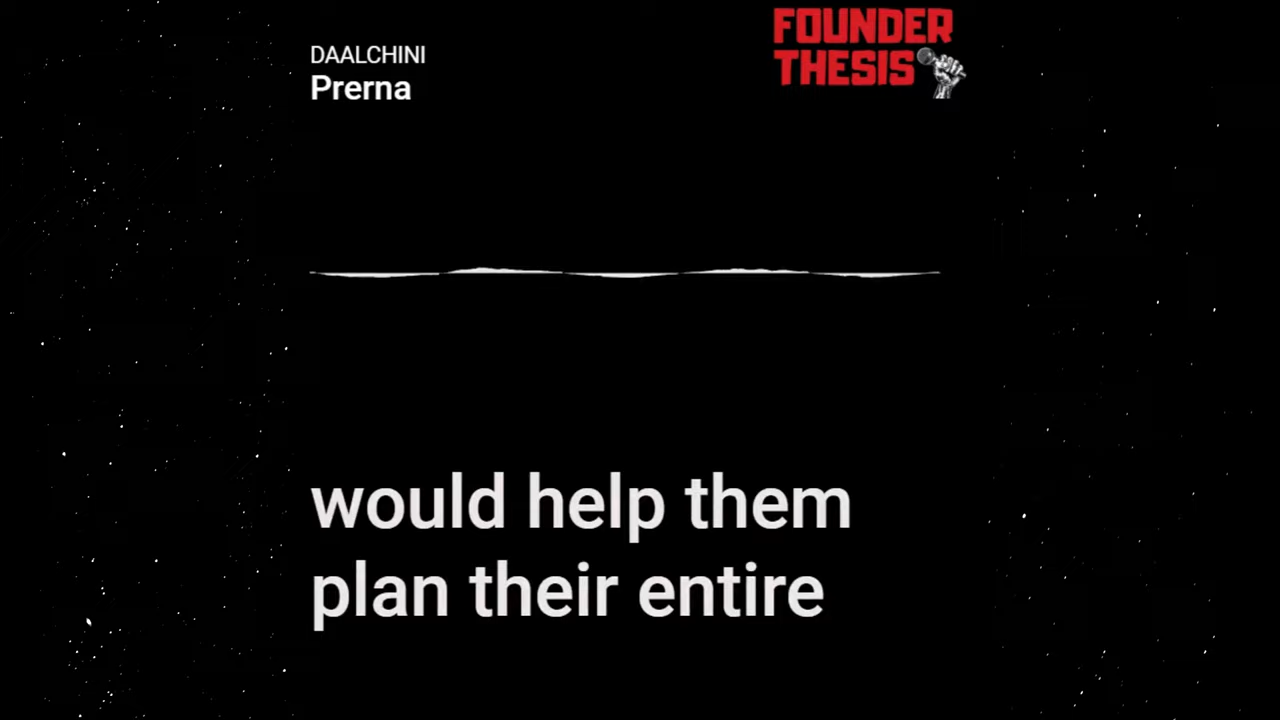 DAALCHINI
Prerna
FOUNDER
THESIS
would help them
plan their entire